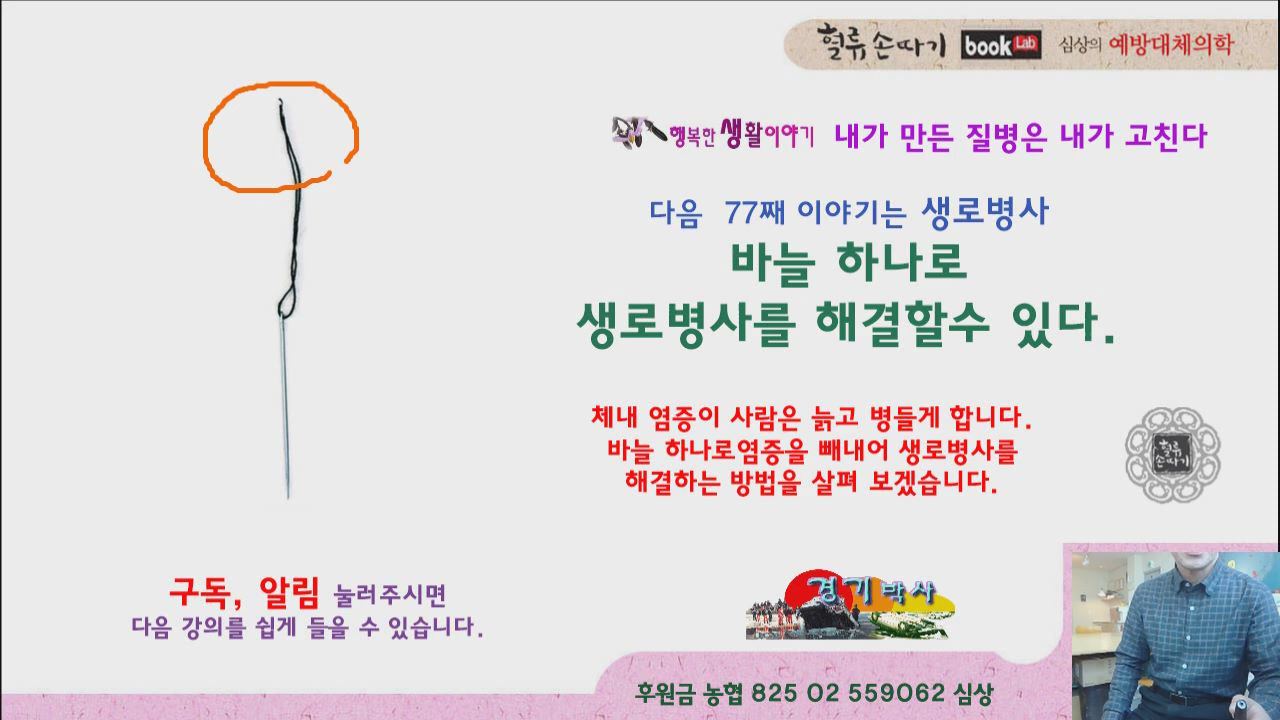 혈류 손따기 book Lab 심상의 예방대체의학
행복한 생활이야기 내가 만든 질병은 내가 고친다
다음 77째 이야기는 생로병사
바늘 하나로
생로병사를 해결할수 있다.
체내 염증이 사람은 늙고 병들게 합니다.
바늘 하나로염증을 빼내어 생로병사를
해결하는 방법을 살펴 보겠습니다.
혈류
손따기
구독, 알림 눌러주시면
다음 강의를 쉽게 들을 수 있습니다.
경기박사
후원금 농협 825 02 559062 심상